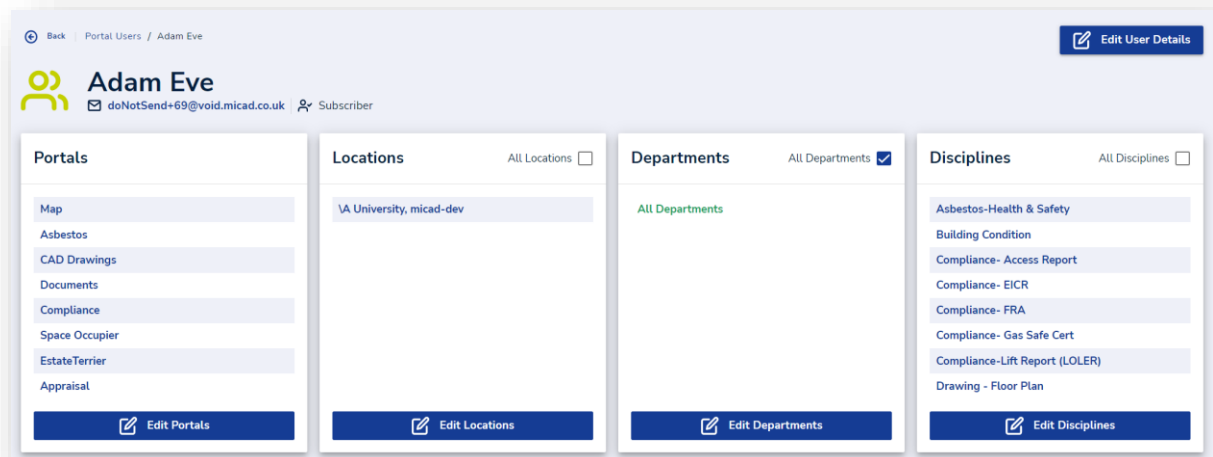 Back Portal Users / Adam Eve
Edit User Details
Adam Eve
doNotSend+69@void.micad.co.uk Subscriber
Portals
Map
Asbestos
CAD Drawings
Documents
Compliance
Space Occupier
EstateTerrier
Appraisal
Edit Portals
Locations All Locations
\A University, micad-dev
Edit Locations
Departments All Departments
All Departments
Edit Departments
Disciplines All Disciplines
Asbestos-Health & Safety
Building Condition
Compliance- Access Report
Compliance- EICR
Compliance- FRA
Compliance- Gas Safe Cert
Compliance-Lift Report (LOLER)
Drawing - Floor Plan
Edit Disciplines